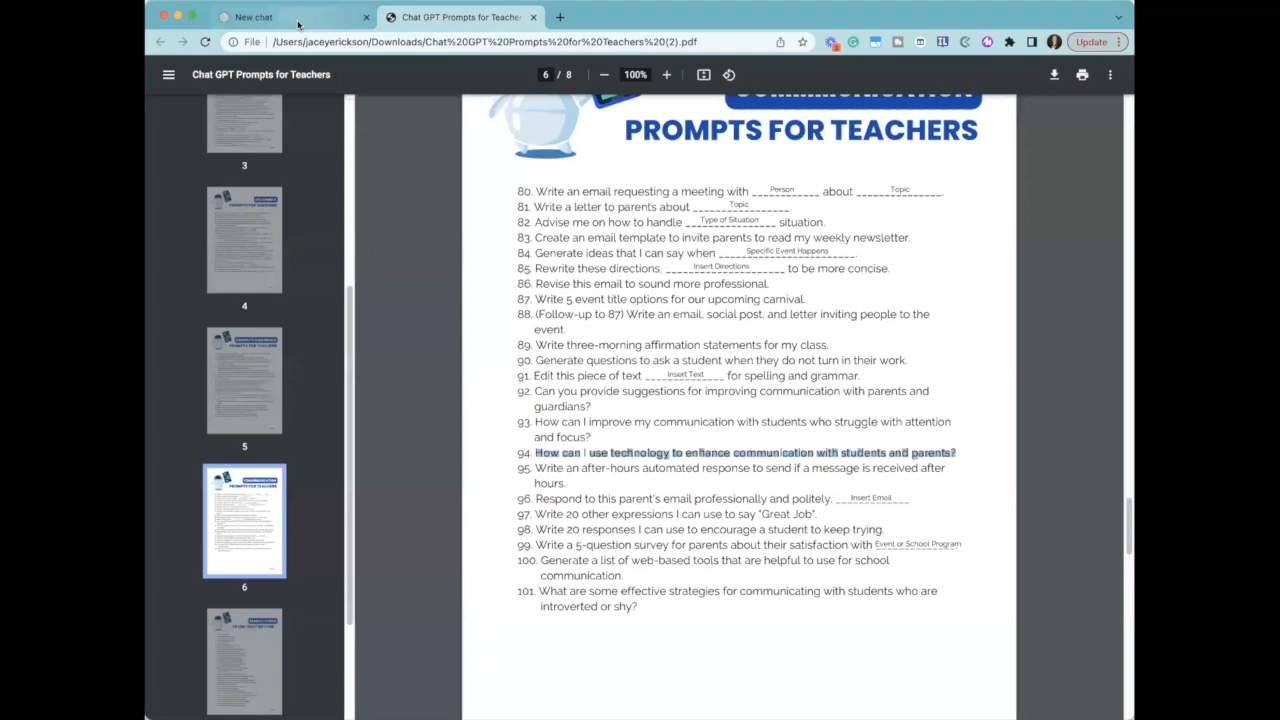 New chat
Chat GPT Prompts for Teache
File
/Users/jaceyerickson/Downloads/Chat%20GPT%20Prompts%20for%20Teachers%20(2).pdf
Update
Chat GPT Prompts for Teachers
6 / 8
100%
3
4
5
6
COMMUNICATION
PROMPTS FOR TEACHERS
80. Write an email requesting a meeting with Person about Topic.
81. Write a letter to parents about Topic.
82. Advise me on how to handle Type of Situation situation.
83. Create an email template to invite parents to read my weekly newsletter.
84. Generate ideas that I can say when Specific Event Happens.
85. Rewrite these directions, Insert Directions to be more concise.
86. Revise this email to sound more professional.
87. Write 5 event title options for our upcoming carnival.
88. (Follow-up to 87) Write an email, social post, and letter inviting people to the
event.
89. Write three-morning affirmation statements for my class.
90. Generate questions to ask a student when they do not turn in their work.
91. Edit this piece of text Insert Text for spelling and grammar.
92. Can you provide suggestions for improving communication with parents and
guardians?
93. How can I improve my communication with students who struggle with attention
and focus?
94. How can I use technology to enhance communication with students and parents?
95. Write an after-hours automated response to send if a message is received after
hours.
96. Respond to this parent's email professionally and politely. Insert Email
97. Write 20 other expressions I can use to say "Great Job".
98. Write 20 responses I can use to encourage a student to keep trying.
99. Write a 5-question survey for parents about their satisfaction with Event or School Program
100. Generate a list of web-based tools that are helpful to use for school
communication.
101. What are some effective strategies for communicating with students who are
introverted or shy?